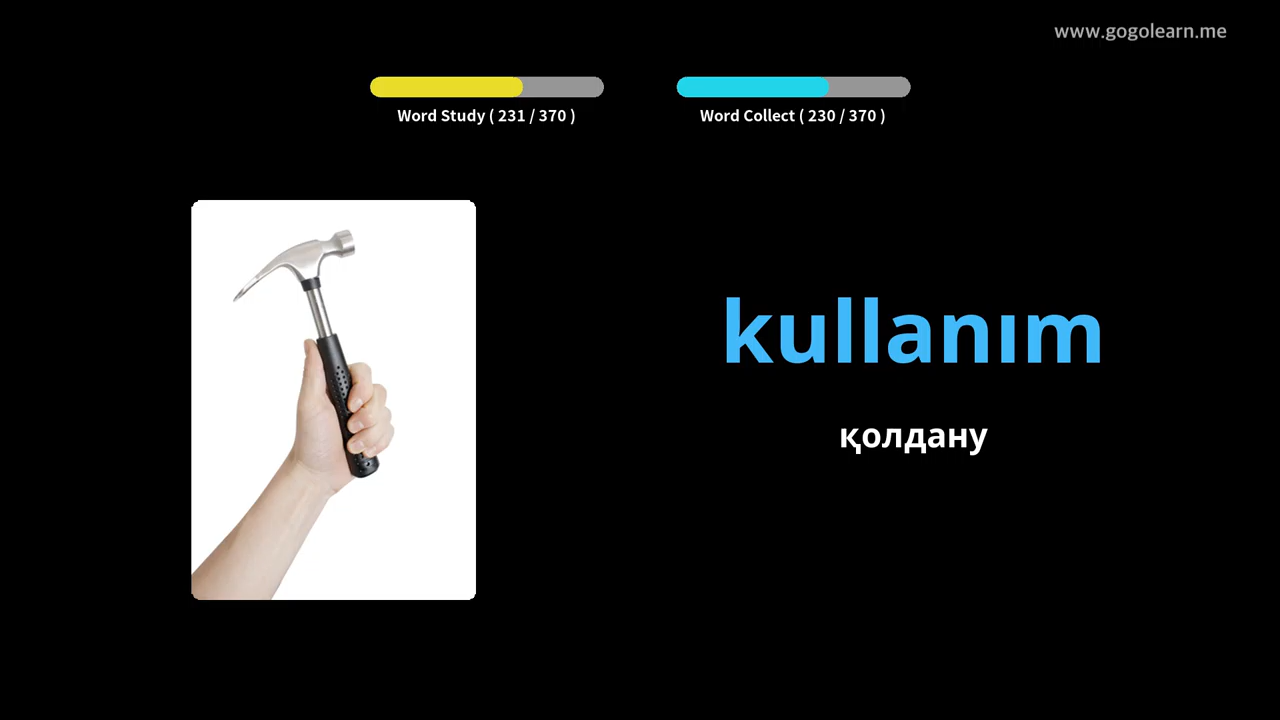 www.gogolearn.me
Word Study ( 231 / 370 )
Word Collect ( 230 / 370 )
kullanım
қолдану